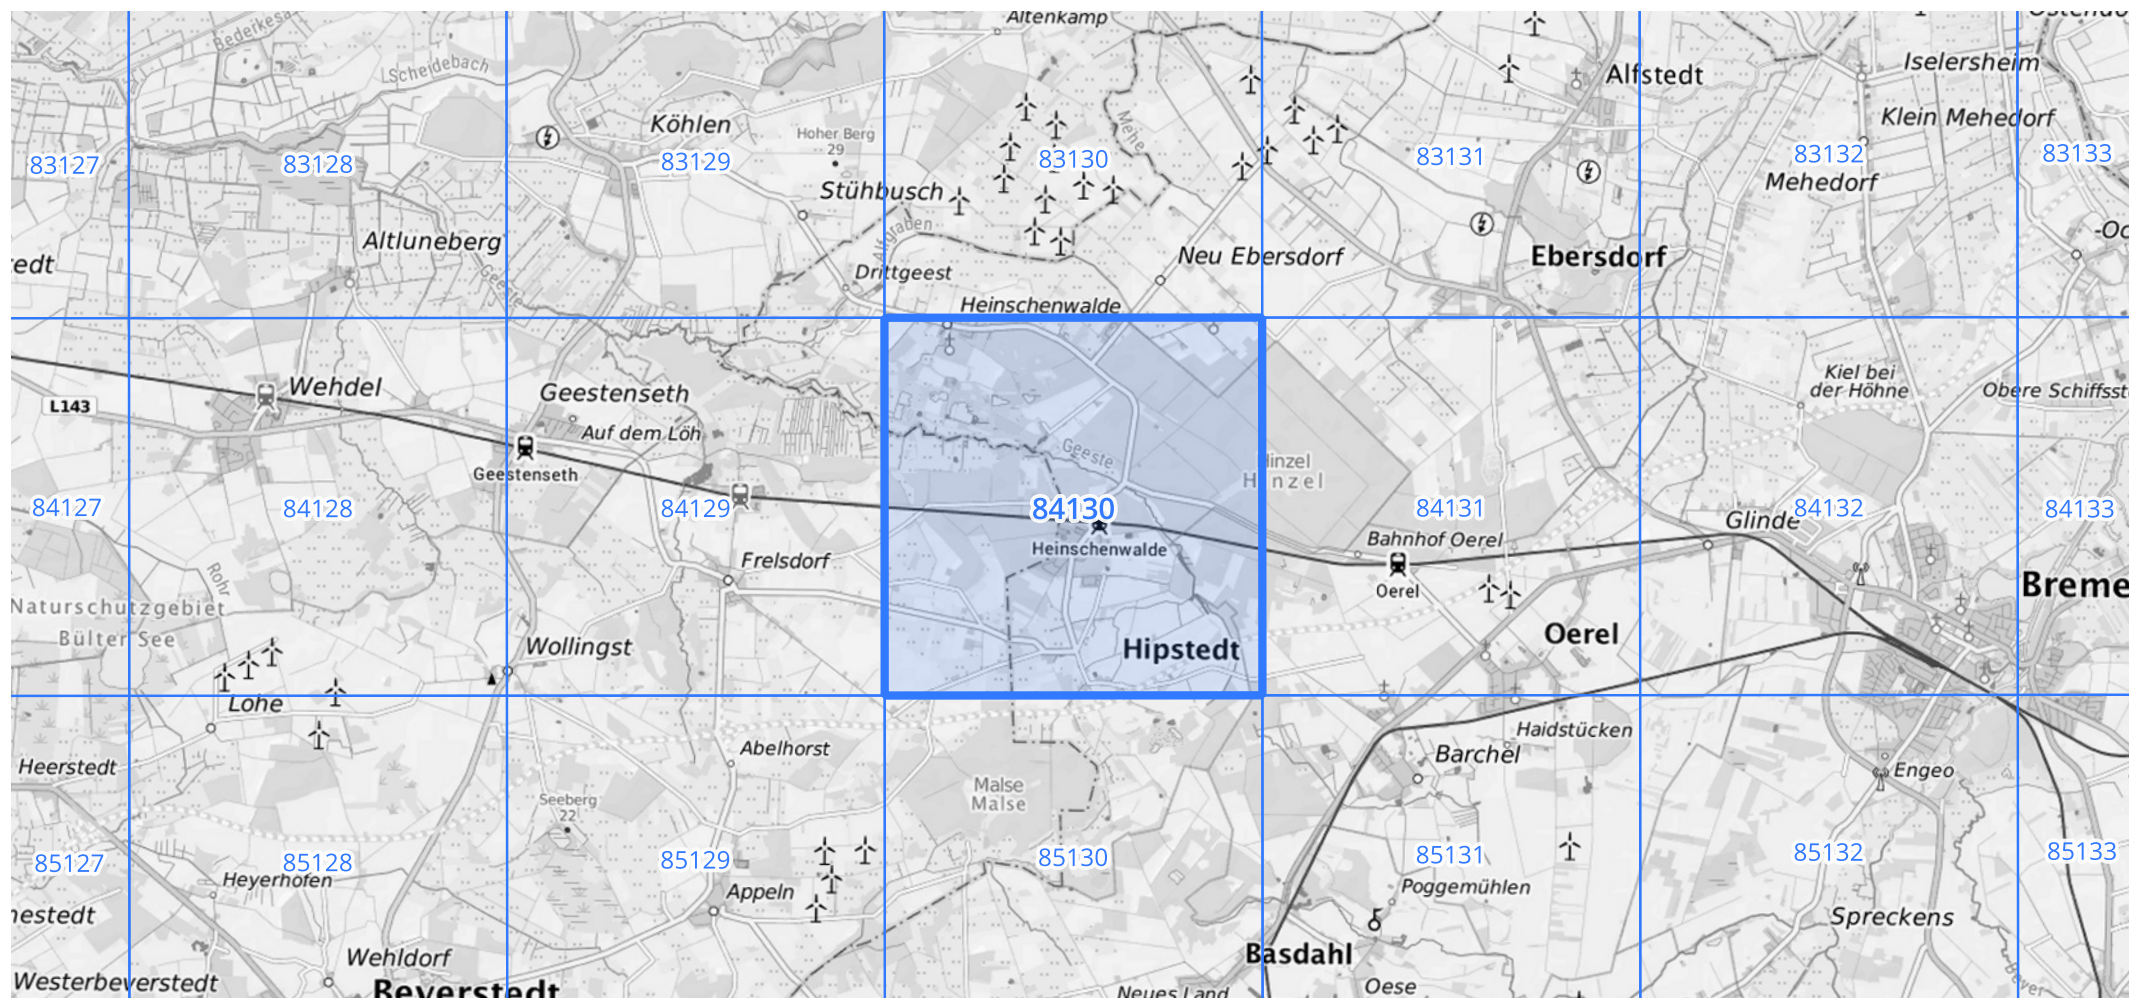 Altenkamp
Bederkesa
Scheidebach
Alfstedt
Iselersheim
Köhlen
Hoher Berg
29
Mehe
Klein Mehedorf
83127
83128
83129
83130
83131
83132
83133
Stühbusch
Mehedorf
Altluneberg
Alfgraben
Neu Ebersdorf
Ebersdorf
edt
Geeste
Drittgeest
Heinschenwalde
Wehdel
Geestenseth
Kiel bei
der Höhne
Obere Schiffsst
L143
Auf dem Löh
Geeste
Geestenseth
Hinzel
Hinzel
84127
84128
84129
84130
84131
84132
84133
Glinde
Heinschenwalde
Bahnhof Oerel
Frelsdorf
Oerel
Rohr
Breme
Naturschutzgebiet
Bülter See
Wollingst
Hipstedt
Oerel
Lohe
Haidstücken
Abelhorst
Barchel
Heerstedt
Engeo
Malse
Malse
Seeberg
22
85127
85128
85129
85130
85131
85132
85133
Heyerhöfen
Appeln
Poggemühlen
nestedt
Spreckens
Wehldorf
Basdahl
Westerbeverstedt
Beverstedt
Neues Land
Oese
Bever